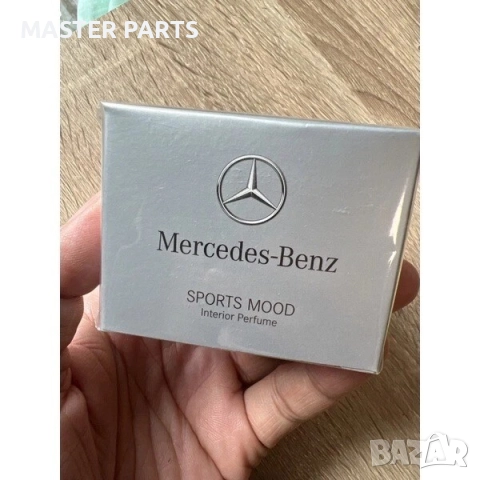 MASTER PARTS
Mercedes-Benz
SPORTS MOOD
Interior Perfume
BAZAR